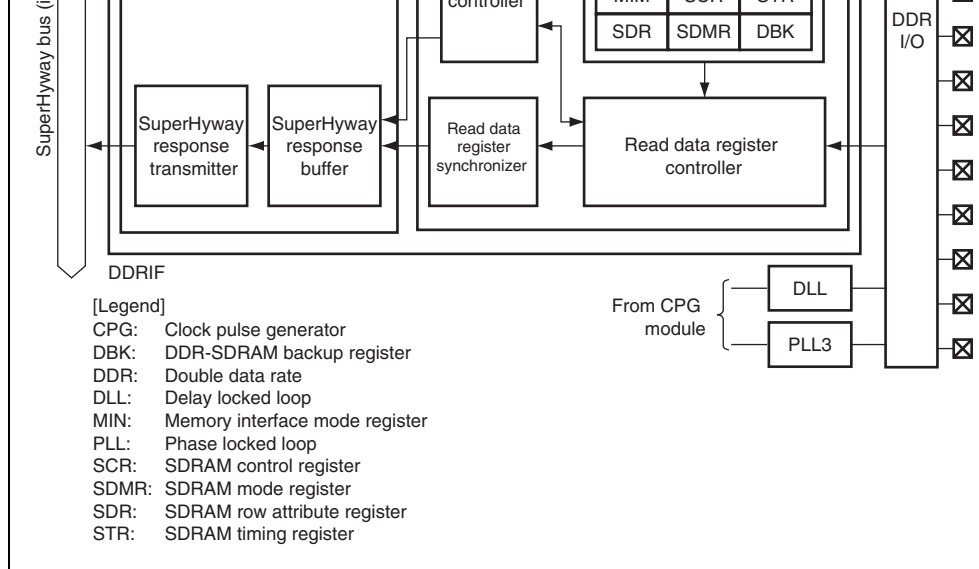 controller
MIM SCR STR
SDR SDMR DBK
DDR
I/O
SuperHyway bus (i
SuperHyway
response
transmitter
SuperHyway
response
buffer
Read data
register
synchronizer
Read data register
controller
DDRIF
[Legend]
CPG: Clock pulse generator
DBK: DDR-SDRAM backup register
DDR: Double data rate
DLL: Delay locked loop
MIN: Memory interface mode register
PLL: Phase locked loop
SCR: SDRAM control register
SDMR: SDRAM mode register
SDR: SDRAM row attribute register
STR: SDRAM timing register
From CPG
module
DLL
PLL3